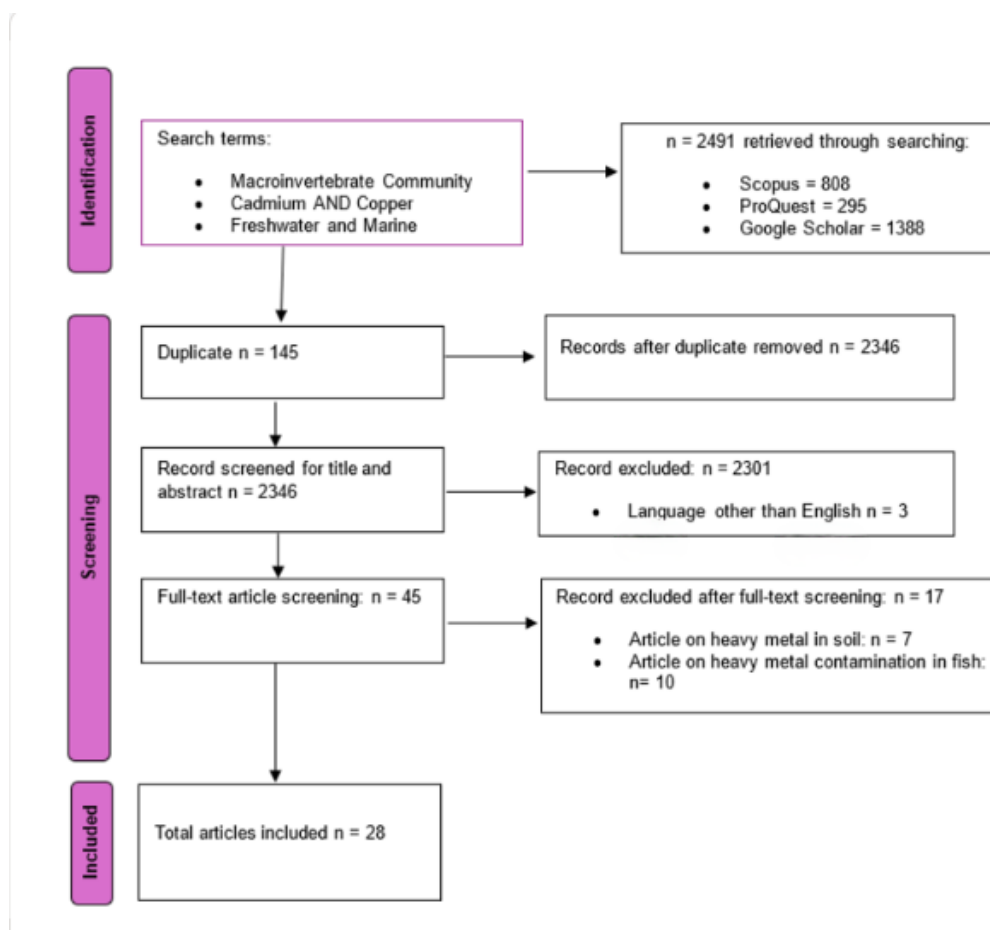 Identification
Search terms:
• Macroinvertebrate Community
• Cadmium AND Copper
• Freshwater and Marine
n = 2491 retrieved through searching:
• Scopus = 808
• ProQuest = 295
• Google Scholar = 1388
Screening
Duplicate n = 145
Records after duplicate removed n = 2346
Record screened for title and
abstract n = 2346
Record excluded: n = 2301
• Language other than English n = 3
Full-text article screening: n = 45
Record excluded after full-text screening: n = 17
• Article on heavy metal in soil: n = 7
• Article on heavy metal contamination in fish:
n= 10
Included
Total articles included n = 28